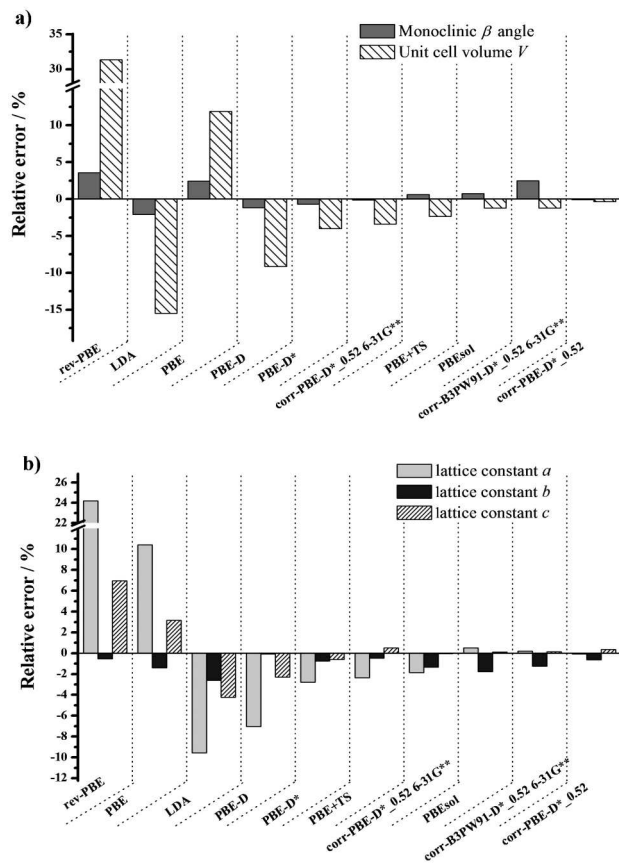 a)
Monoclinic β angle
Unit cell volume V
Relative error / %
35
30
10
5
0
-5
-10
-15
rev-PBE
LDA
PBE
PBE-D
PBE-D*
corr-PBE-D*_0.52 6-31G**
PBE+TS
PBEsol
corr-B3PW91-D*_0.52 6-31G**
corr-PBE-D*_0.52
b)
lattice constant a
lattice constant b
lattice constant c
Relative error / %
26
24
22
10
8
6
4
2
0
-2
-4
-6
-8
-10
-12
rev-PBE
PBE
LDA
PBE-D
PBE-D*
PBE+TS
corr-PBE-D*_0.52 6-31G**
PBEsol
corr-B3PW91-D*_0.52 6-31G**
corr-PBE-D*_0.52